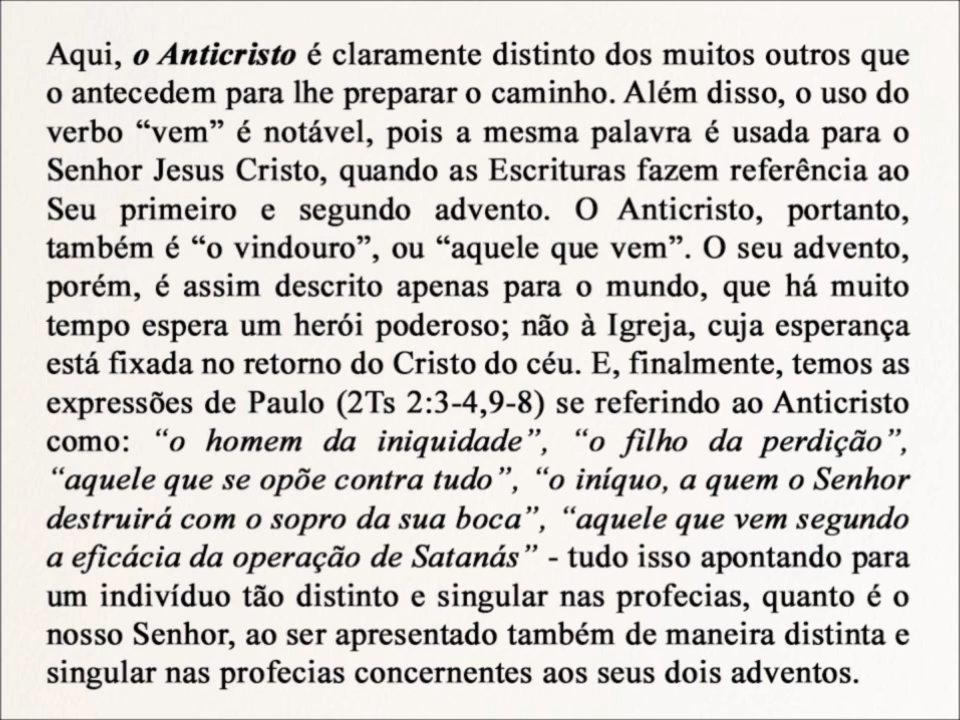 Aqui, o Anticristo é claramente distinto dos muitos outros que
o antecedem para lhe preparar o caminho. Além disso, o uso do
verbo “vem” é notável, pois a mesma palavra é usada para o
Senhor Jesus Cristo, quando as Escrituras fazem referência ao
Seu primeiro e segundo advento. O Anticristo, portanto,
também é “o vindouro”, ou “aquele que vem”. O seu advento,
porém, é assim descrito apenas para o mundo, que há muito
tempo espera um herói poderoso; não à Igreja, cuja esperança
está fixada no retorno do Cristo do céu. E, finalmente, temos as
expressões de Paulo (2Ts 2:3-4,9-8) se referindo ao Anticristo
como: “o homem da iniquidade”, “o filho da perdição”,
“aquele que se opõe contra tudo”, “o iníquo, a quem o Senhor
destruirá com o sopro da sua boca”, “aquele que vem segundo
a eficácia da operação de Satanás” - tudo isso apontando para
um indivíduo tão distinto e singular nas profecias, quanto é o
nosso Senhor, ao ser apresentado também de maneira distinta e
singular nas profecias concernentes aos seus dois adventos.